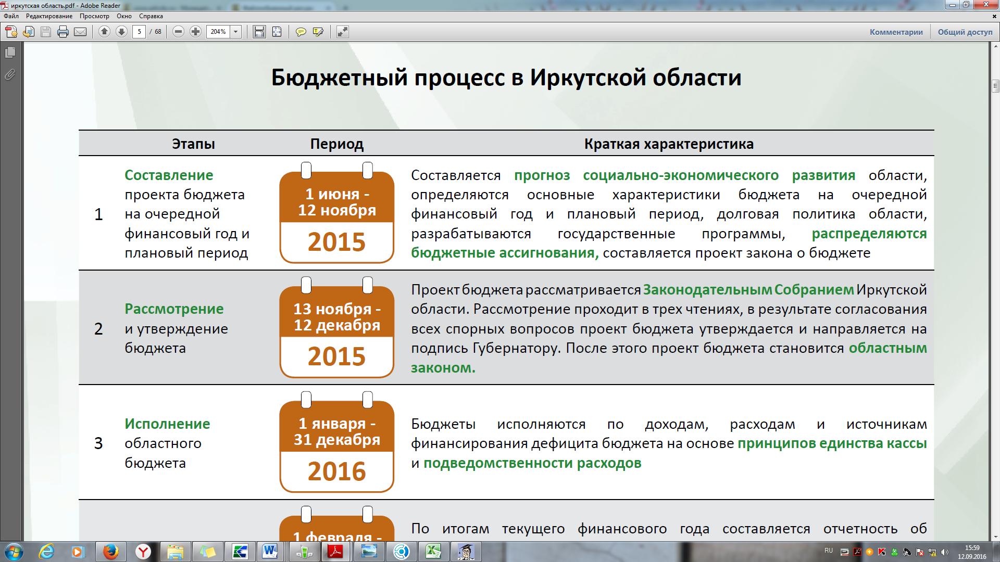 иркутская область.pdf - Adobe Reader
Файл Редактирование Просмотр Окно Справка
5 / 68 204% Комментарии Общий доступ
Бюджетный процесс в Иркутской области
Этапы Период Краткая характеристика
1
Составление
проекта бюджета
на очередной
финансовый год и
плановый период
1 июня -
12 ноября
2015
Составляется прогноз социально-экономического развития области,
определяются основные характеристики бюджета на очередной
финансовый год и плановый период, долговая политика области,
разрабатываются государственные программы, распределяются
бюджетные ассигнования, составляется проект закона о бюджете
2
Рассмотрение
и утверждение
бюджета
13 ноября -
12 декабря
2015
Проект бюджета рассматривается Законодательным Собранием Иркутской
области. Рассмотрение проходит в трех чтениях, в результате согласования
всех спорных вопросов проект бюджета утверждается и направляется на
подпись Губернатору. После этого проект бюджета становится областным
законом.
3
Исполнение
областного
бюджета
1 января -
31 декабря
2016
Бюджеты исполняются по доходам, расходам и источникам
финансирования дефицита бюджета на основе принципов единства кассы
и подведомственности расходов
1 февраля -
По итогам текущего финансового года составляется отчетность об
RU
15:59
12.09.2016